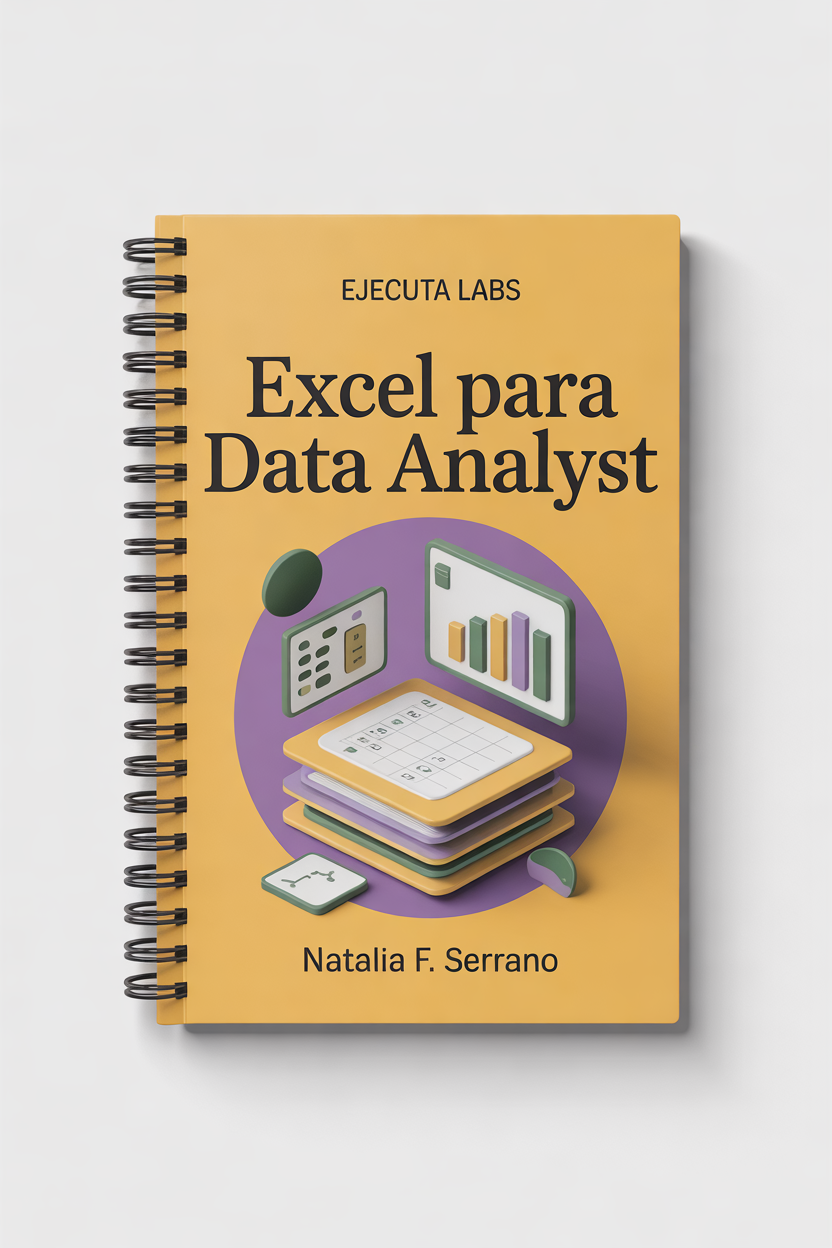 EJECUTA LABS
Excel para
Data Analyst
Natalia F. Serrano